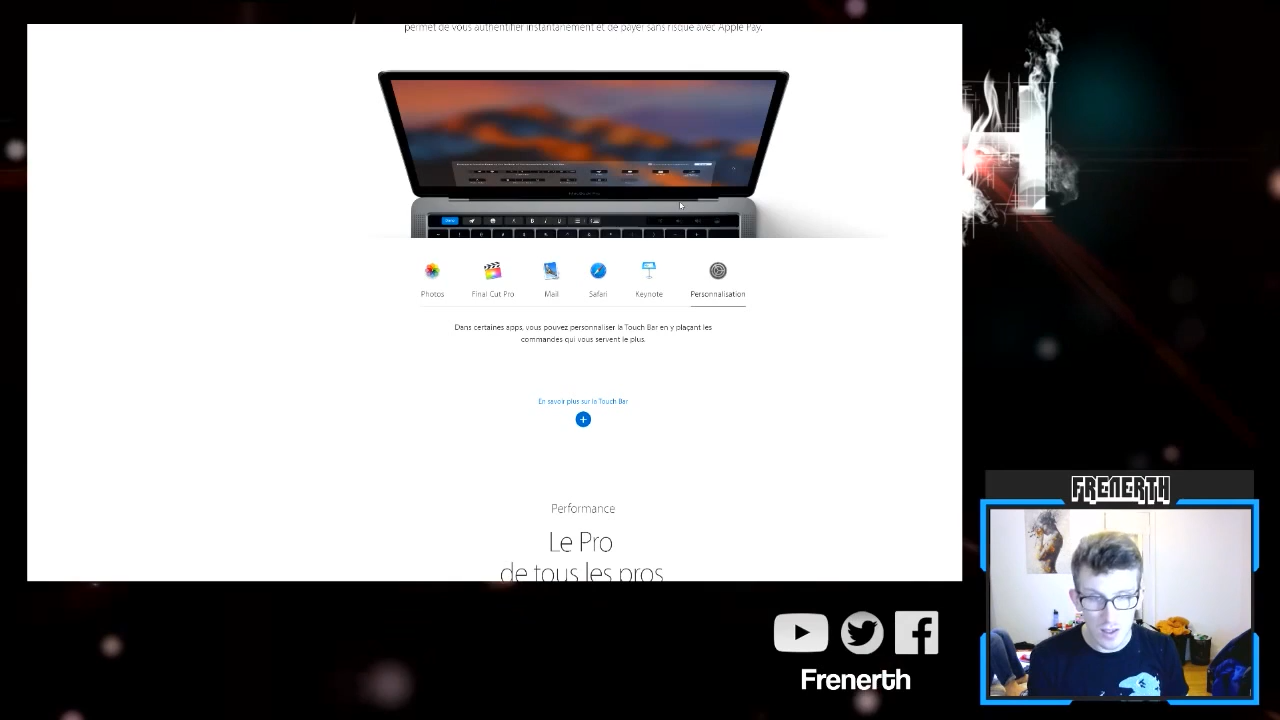 permet de vous authentifier instantanément et de payer sans risque avec Apple Pay.
Photos
Final Cut Pro
Mail
Safari
Keynote
Personnalisation
Dans certaines apps, vous pouvez personnaliser la Touch Bar en y plaçant les
commandes qui vous servent le plus.
En savoir plus sur la Touch Bar
Performance
Le Pro
de tous les pros
FRENERTH
Frenerth